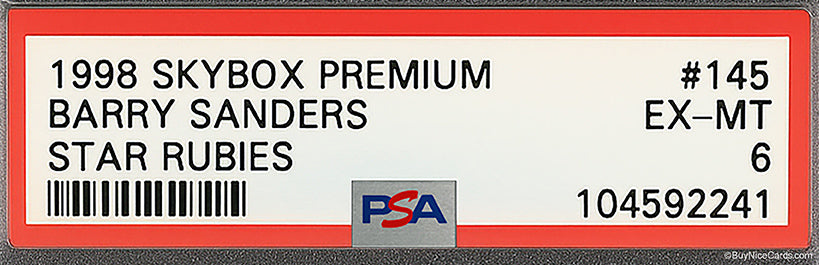 1998 SKYBOX PREMIUM #145
BARRY SANDERS EX-MT
STAR RUBIES 6
PSA 104592241
©BuyNiceCards.com